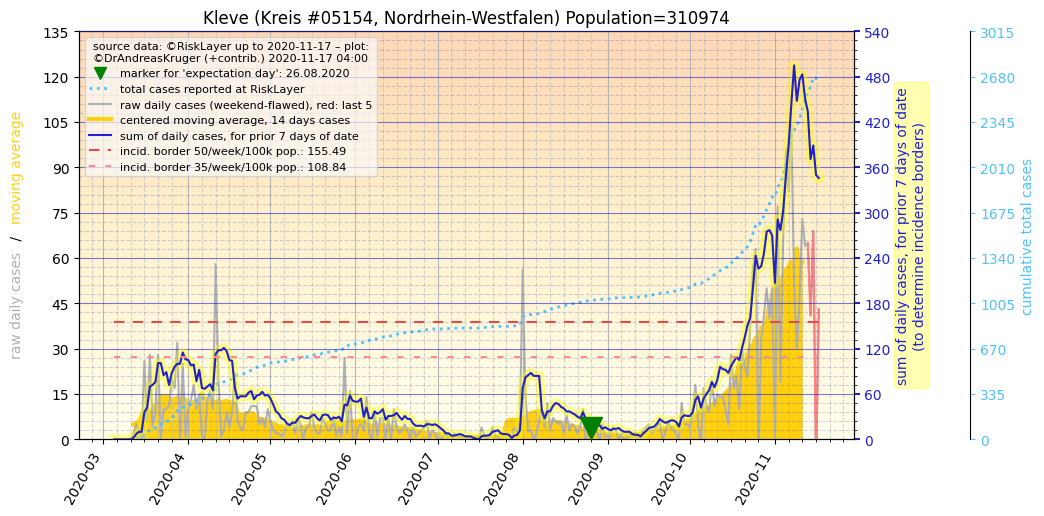 Kleve (Kreis #05154, Nordrhein-Westfalen) Population=310974
source data: ©RiskLayer up to 2020-11-17 – plot:
©DrAndreasKruger (+contrib.) 2020-11-17 04:00
marker for 'expectation day': 26.08.2020
total cases reported at RiskLayer
raw daily cases (weekend-flawed), red: last 5
centered moving average, 14 days cases
sum of daily cases, for prior 7 days of date
incid. border 50/week/100k pop.: 155.49
incid. border 35/week/100k pop.: 108.84
raw daily cases / moving average
135
120
105
90
75
60
45
30
15
0
2020-03
2020-04
2020-05
2020-06
2020-07
2020-08
2020-09
2020-10
2020-11
540
480
420
360
300
240
180
120
60
0
sum of daily cases, for prior 7 days of date
(to determine incidence borders)
3015
2680
2345
2010
1675
1340
1005
670
335
0
cumulative total cases